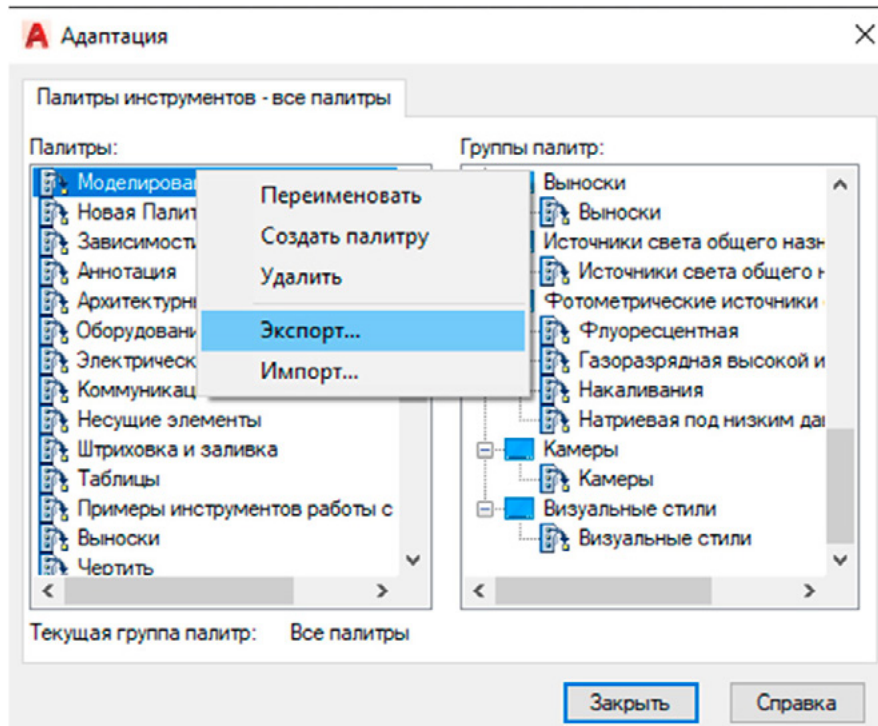 Адаптация
Палитры инструментов - все палитры
Палитры:
Моделирова
Новая Палит
Зависимости
Аннотация
Архитектурн
Оборудовани
Электрическ
Коммуникац
Несущие элементы
Штриховка и заливка
Таблицы
Примеры инструментов работы с
Выноски
Чертить
Переименовать
Создать палитру
Удалить
Экспорт...
Импорт...
Группы палитр:
Выноски
Выноски
Источники света общего назн
Источники света общего н
Фотометрические источники
Флуоресцентная
Газоразрядная высокой и
Накаливания
Натриевая под низким да
Камеры
Камеры
Визуальные стили
Визуальные стили
Текущая группа палитр: Все палитры
Закрыть
Справка